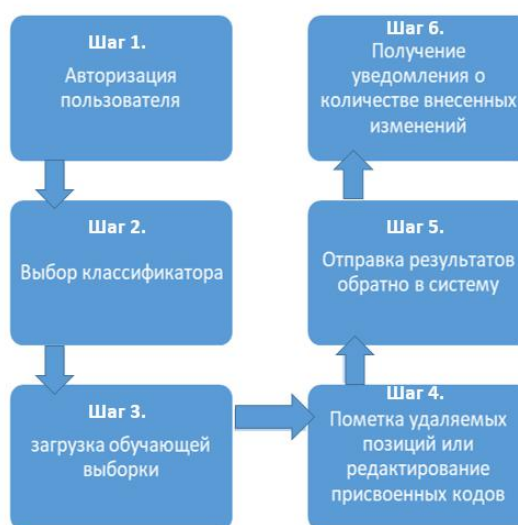 Шаг 1.
Авторизация
пользователя
Шаг 2.
Выбор классификатора
Шаг 3.
загрузка обучающей
выборки
Шаг 4.
Пометка удаляемых
позиций или
редактирование
присвоенных кодов
Шаг 5.
Отправка результатов
обратно в систему
Шаг 6.
Получение
уведомления о
количестве внесенных
изменений